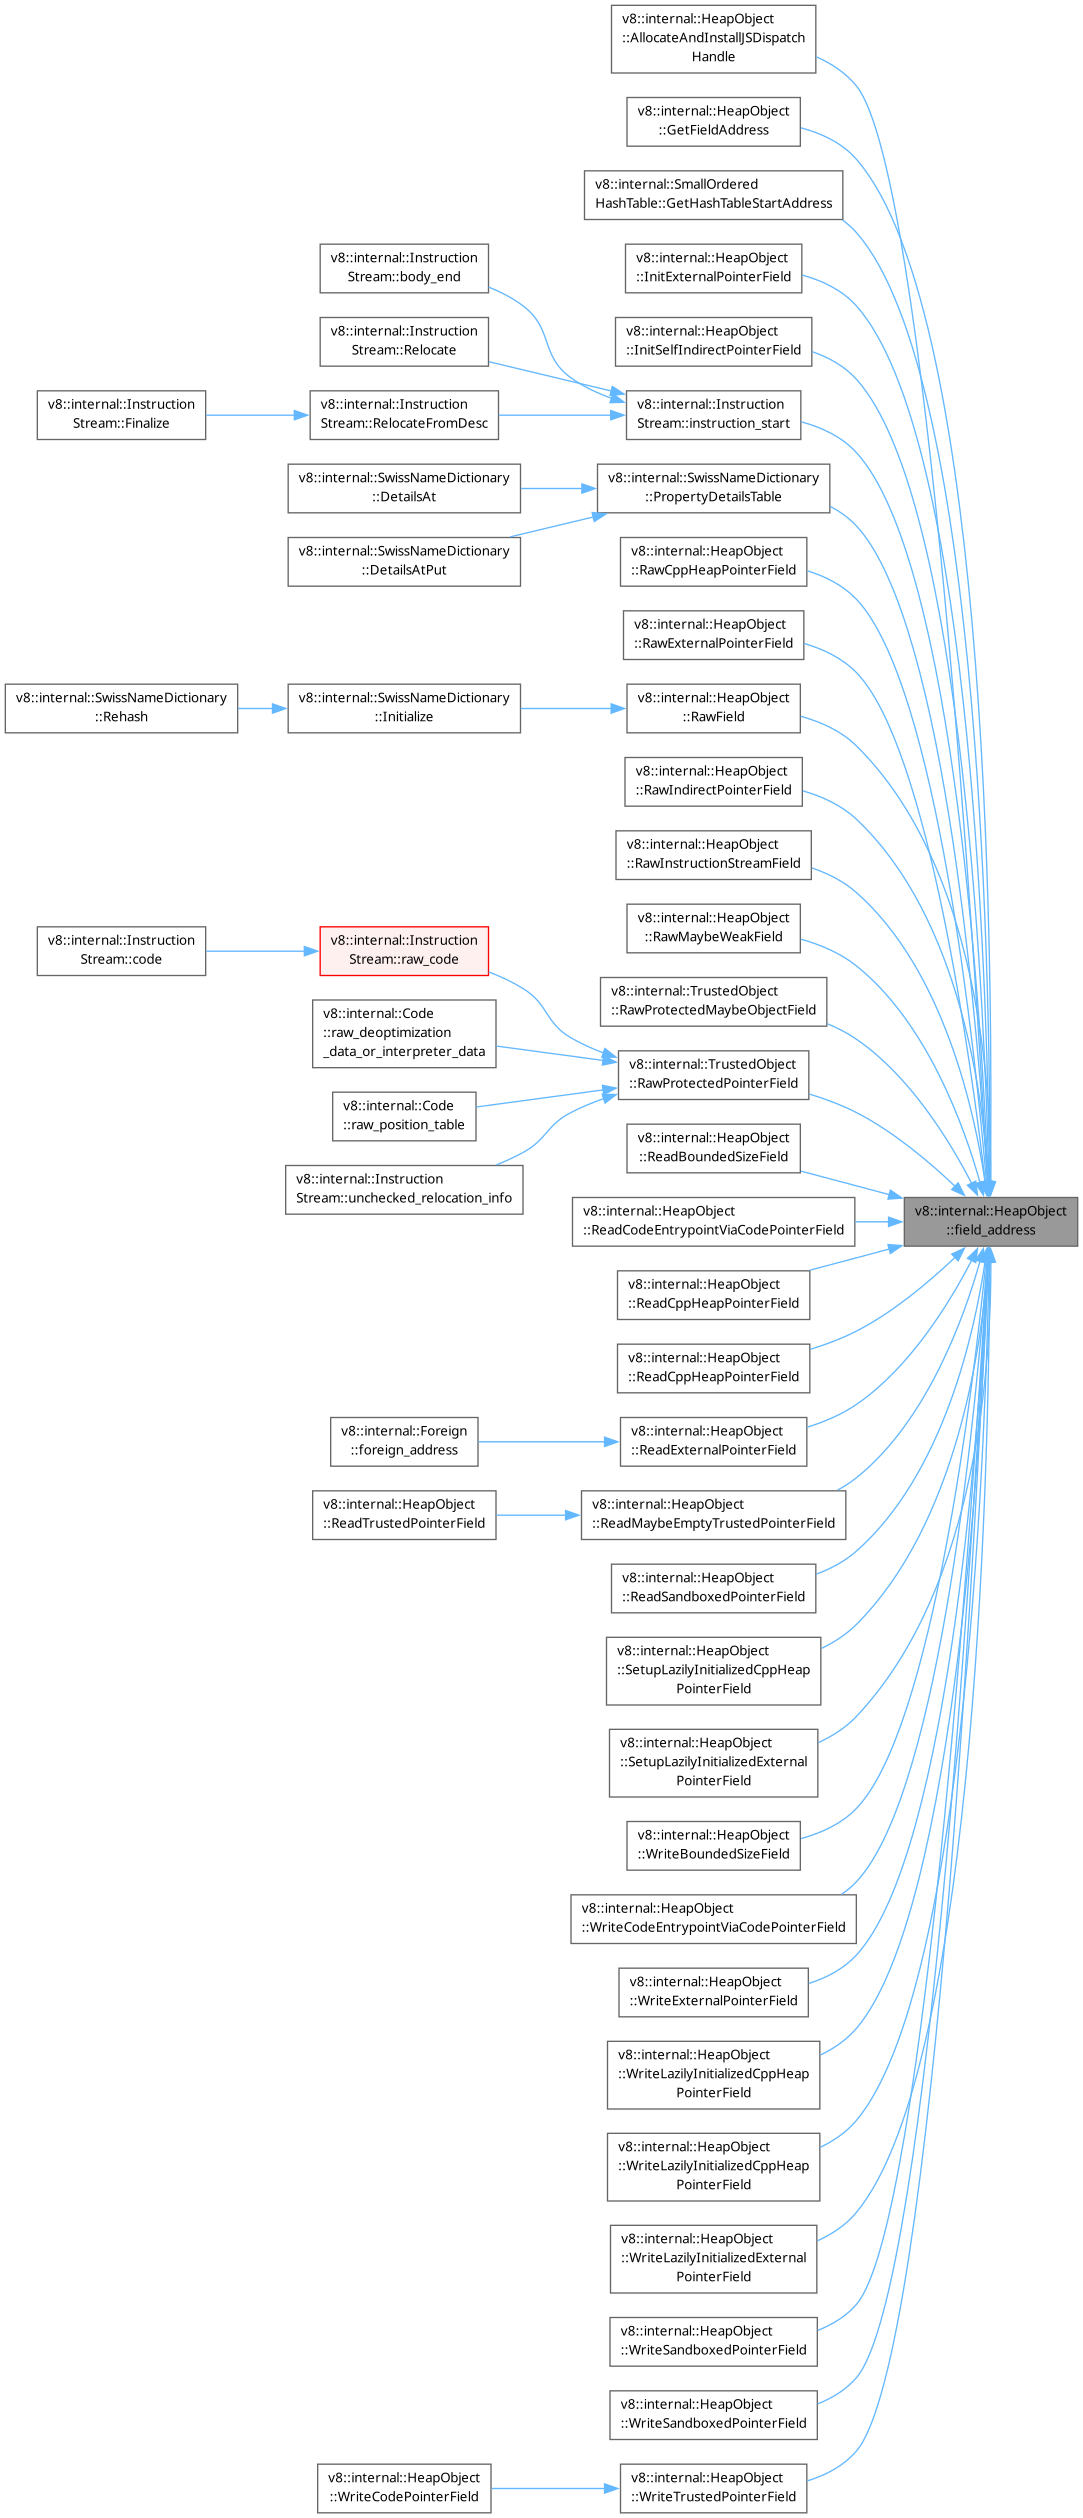 v8::internal::HeapObject
::AllocateAndInstallJSDispatch
Handle
v8::internal::HeapObject
::GetFieldAddress
v8::internal::SmallOrdered
HashTable::GetHashTableStartAddress
v8::internal::HeapObject
::InitExternalPointerField
v8::internal::Instruction
Stream::body_end
v8::internal::HeapObject
::InitSelfIndirectPointerField
v8::internal::Instruction
Stream::Relocate
v8::internal::Instruction
Stream::Finalize
v8::internal::Instruction
Stream::RelocateFromDesc
v8::internal::Instruction
Stream::instruction_start
v8::internal::SwissNameDictionary
::DetailsAt
v8::internal::SwissNameDictionary
::PropertyDetailsTable
v8::internal::SwissNameDictionary
::DetailsAtPut
v8::internal::HeapObject
::RawCppHeapPointerField
v8::internal::HeapObject
::RawExternalPointerField
v8::internal::SwissNameDictionary
::Rehash
v8::internal::SwissNameDictionary
::Initialize
v8::internal::HeapObject
::RawField
v8::internal::HeapObject
::RawIndirectPointerField
v8::internal::HeapObject
::RawInstructionStreamField
v8::internal::Instruction
Stream::code
v8::internal::Instruction
Stream::raw_code
v8::internal::HeapObject
::RawMaybeWeakField
v8::internal::TrustedObject
::RawProtectedMaybeObjectField
v8::internal::Code
::raw_deoptimization
_data_or_interpreter_data
v8::internal::TrustedObject
::RawProtectedPointerField
v8::internal::Code
::raw_position_table
v8::internal::HeapObject
::ReadBoundedSizeField
v8::internal::Instruction
Stream::unchecked_relocation_info
v8::internal::HeapObject
::ReadCodeEntrypointViaCodePointerField
v8::internal::HeapObject
::field_address
v8::internal::HeapObject
::ReadCppHeapPointerField
v8::internal::HeapObject
::ReadCppHeapPointerField
v8::internal::Foreign
::foreign_address
v8::internal::HeapObject
::ReadExternalPointerField
v8::internal::HeapObject
::ReadTrustedPointerField
v8::internal::HeapObject
::ReadMaybeEmptyTrustedPointerField
v8::internal::HeapObject
::ReadSandboxedPointerField
v8::internal::HeapObject
::SetupLazilyInitializedCppHeap
PointerField
v8::internal::HeapObject
::SetupLazilyInitializedExternal
PointerField
v8::internal::HeapObject
::WriteBoundedSizeField
v8::internal::HeapObject
::WriteCodeEntrypointViaCodePointerField
v8::internal::HeapObject
::WriteExternalPointerField
v8::internal::HeapObject
::WriteLazilyInitializedCppHeap
PointerField
v8::internal::HeapObject
::WriteLazilyInitializedCppHeap
PointerField
v8::internal::HeapObject
::WriteLazilyInitializedExternal
PointerField
v8::internal::HeapObject
::WriteSandboxedPointerField
v8::internal::HeapObject
::WriteSandboxedPointerField
v8::internal::HeapObject
::WriteCodePointerField
v8::internal::HeapObject
::WriteTrustedPointerField